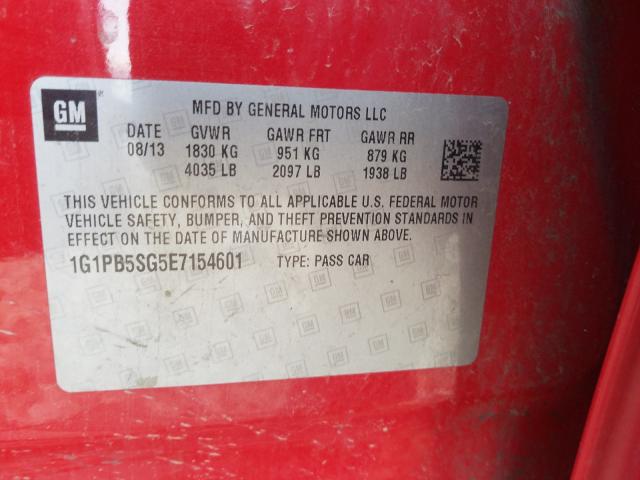 GM
MFD BY GENERAL MOTORS LLC
DATE GVWR GAWR FRT GAWR RR
08/13 1830 KG 951 KG 879 KG
4035 LB 2097 LB 1938 LB
THIS VEHICLE CONFORMS TO ALL APPLICABLE U.S. FEDERAL MOTOR
VEHICLE SAFETY, BUMPER, AND THEFT PREVENTION STANDARDS IN
EFFECT ON THE DATE OF MANUFACTURE SHOWN ABOVE.
1G1PB5SG5E7154601 TYPE: PASS CAR